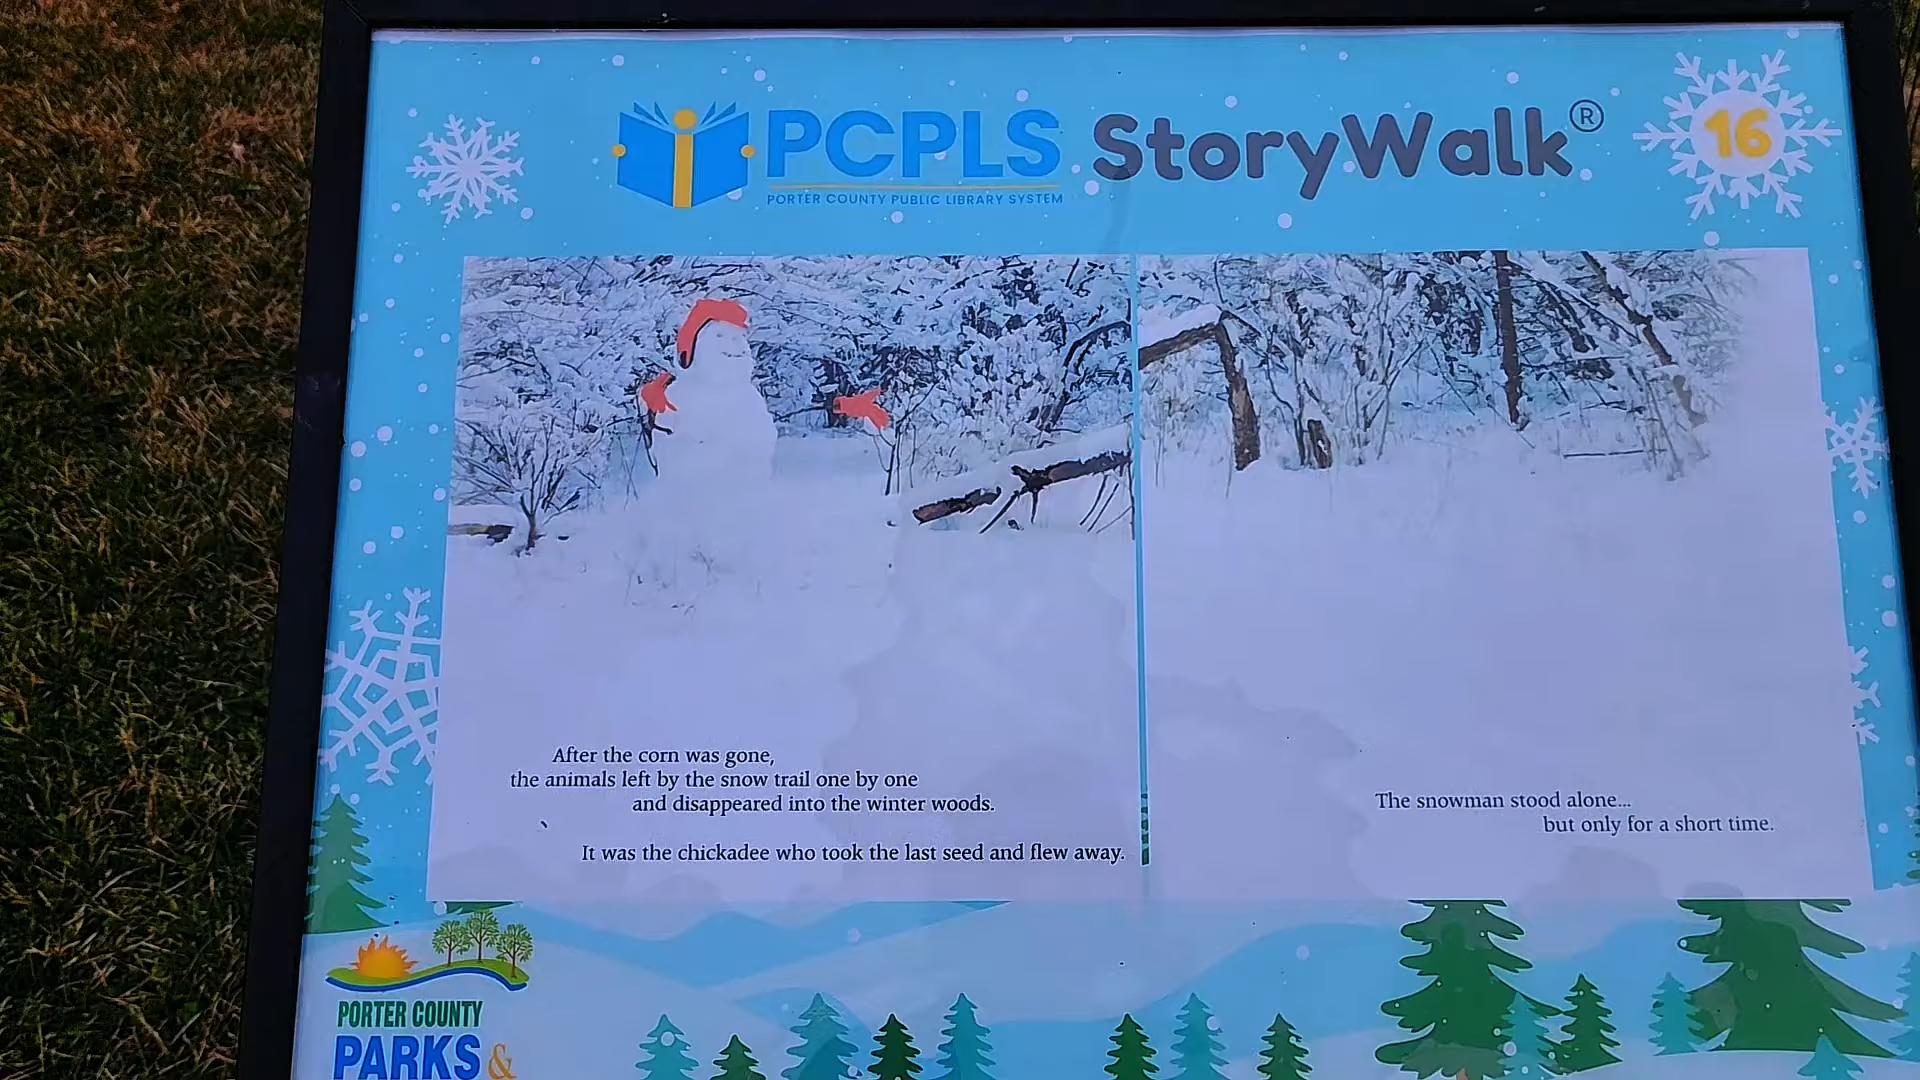 PCPLS StoryWalk®
PORTER COUNTY PUBLIC LIBRARY SYSTEM
16
After the corn was gone,
the animals left by the snow trail one by one
and disappeared into the winter woods.
It was the chickadee who took the last seed and flew away.
The snowman stood alone...
but only for a short time.
PORTER COUNTY
PARKS &